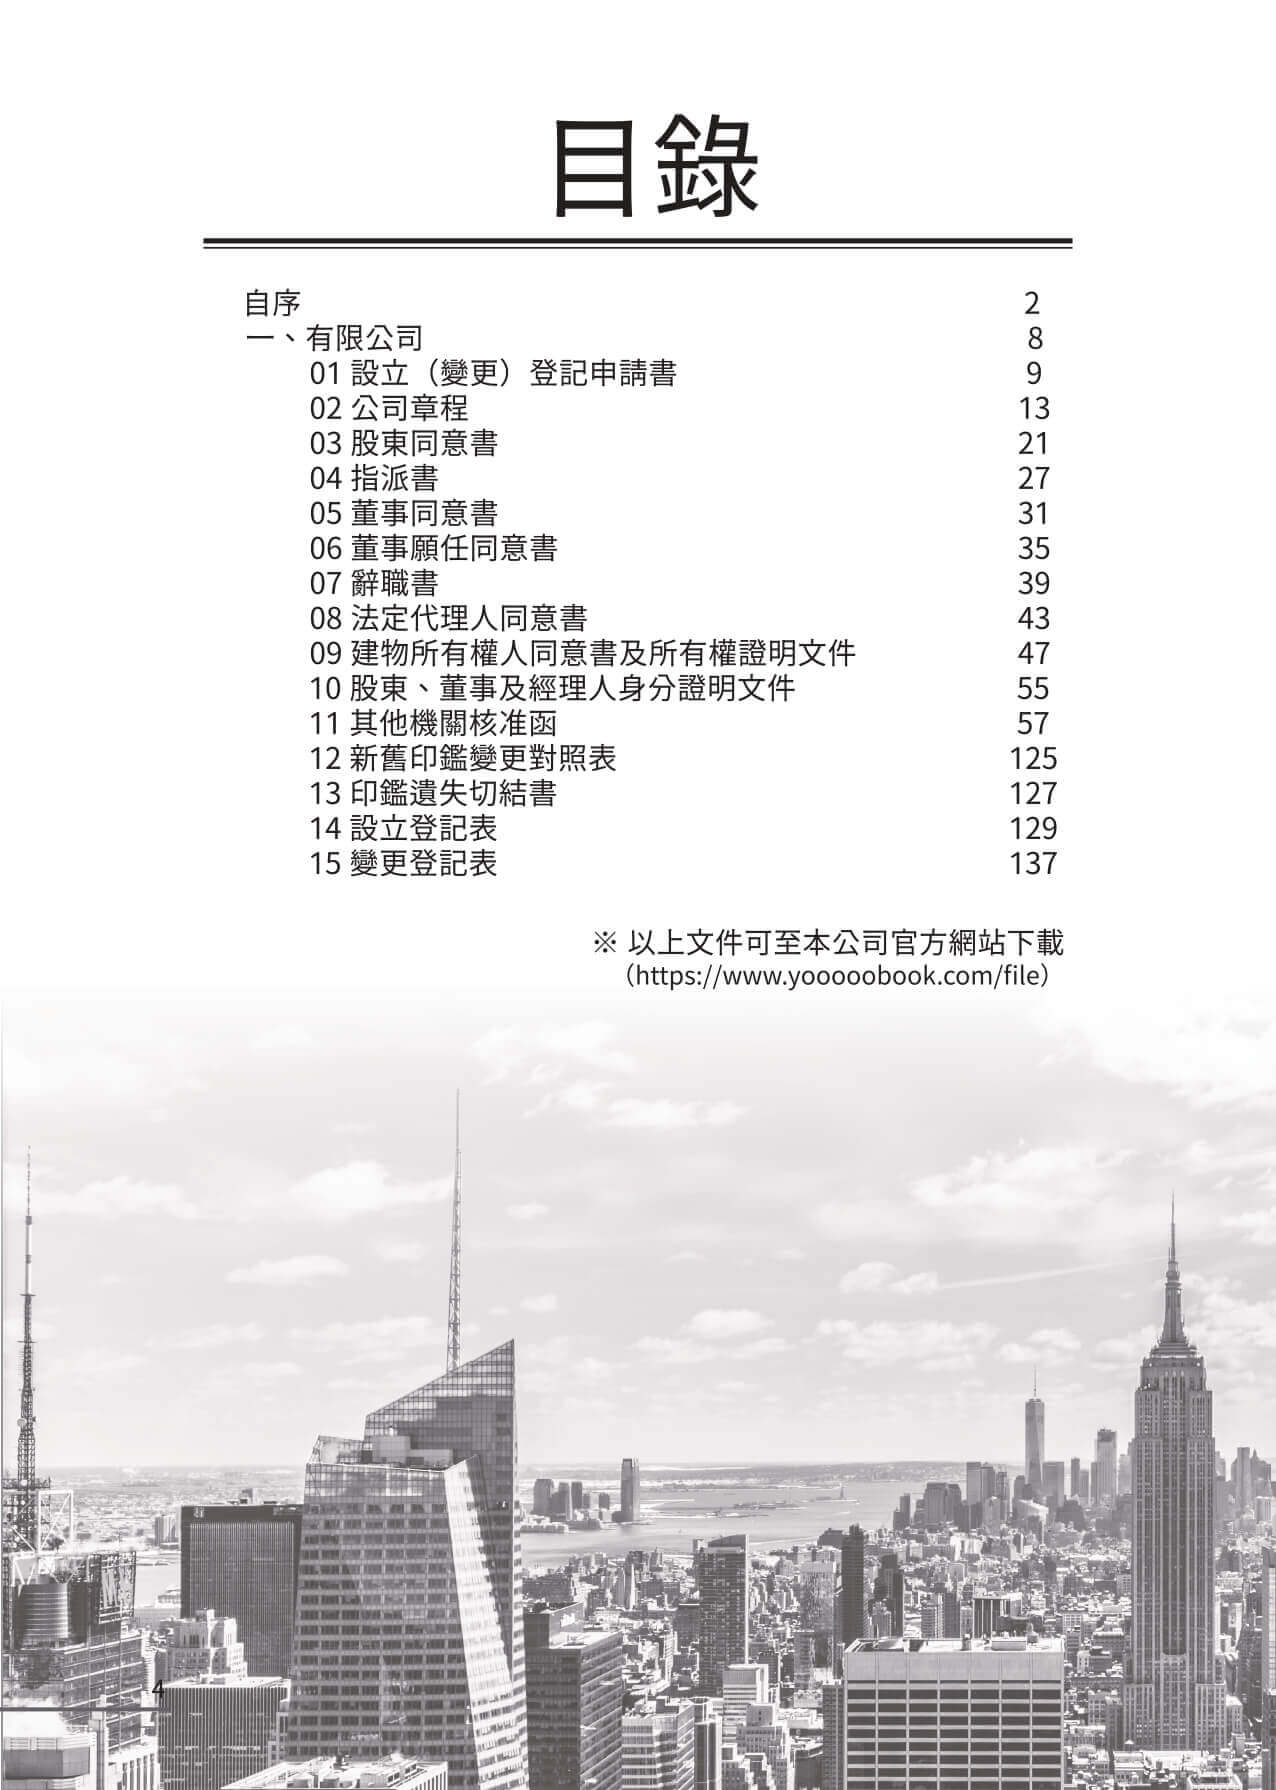 目錄
自序 2
一、有限公司 8
01 設立（變更）登記申請書 9
02 公司章程 13
03 股東同意書 21
04 指派書 27
05 董事同意書 31
06 董事願任同意書 35
07 辭職書 39
08 法定代理人同意書 43
09 建物所有權人同意書及所有權證明文件 47
10 股東、董事及經理人身分證明文件 55
11 其他機關核准函 57
12 新舊印鑑變更對照表 125
13 印鑑遺失切結書 127
14 設立登記表 129
15 變更登記表 137
※ 以上文件可至本公司官方網站下載
（https://www.yooooobook.com/file）
4